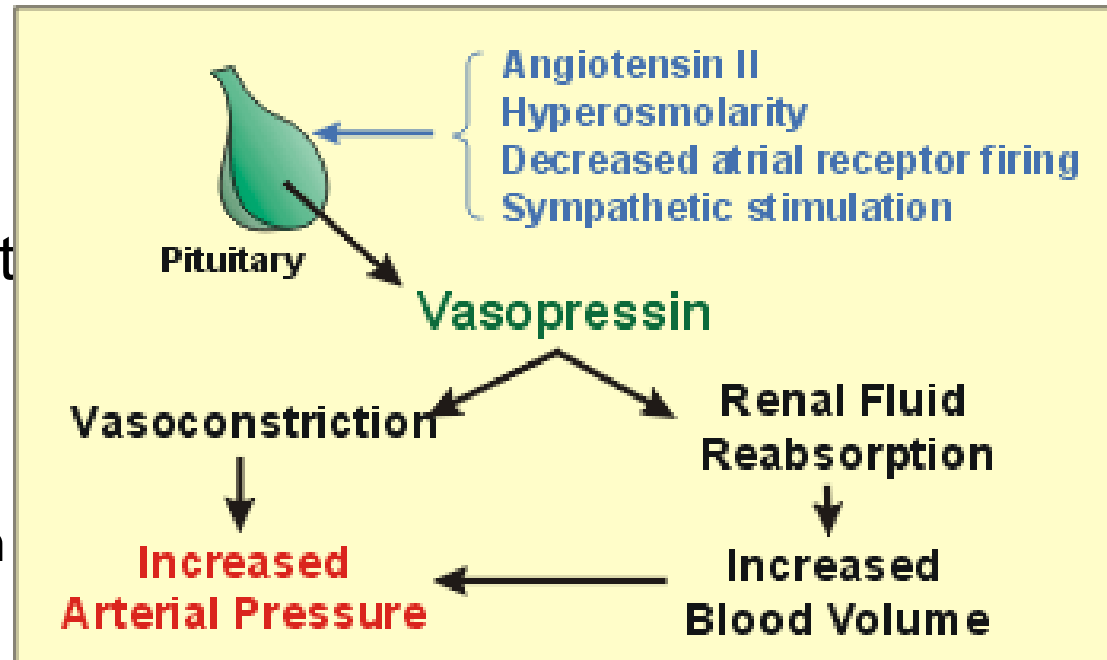 Angiotensin II
Hyperosmolarity
Decreased atrial receptor firing
Sympathetic stimulation
t
Pituitary
Vasopressin
Vasoconstriction
Renal Fluid
Reabsorption
n
Increased
Arterial Pressure
Increased
Blood Volume